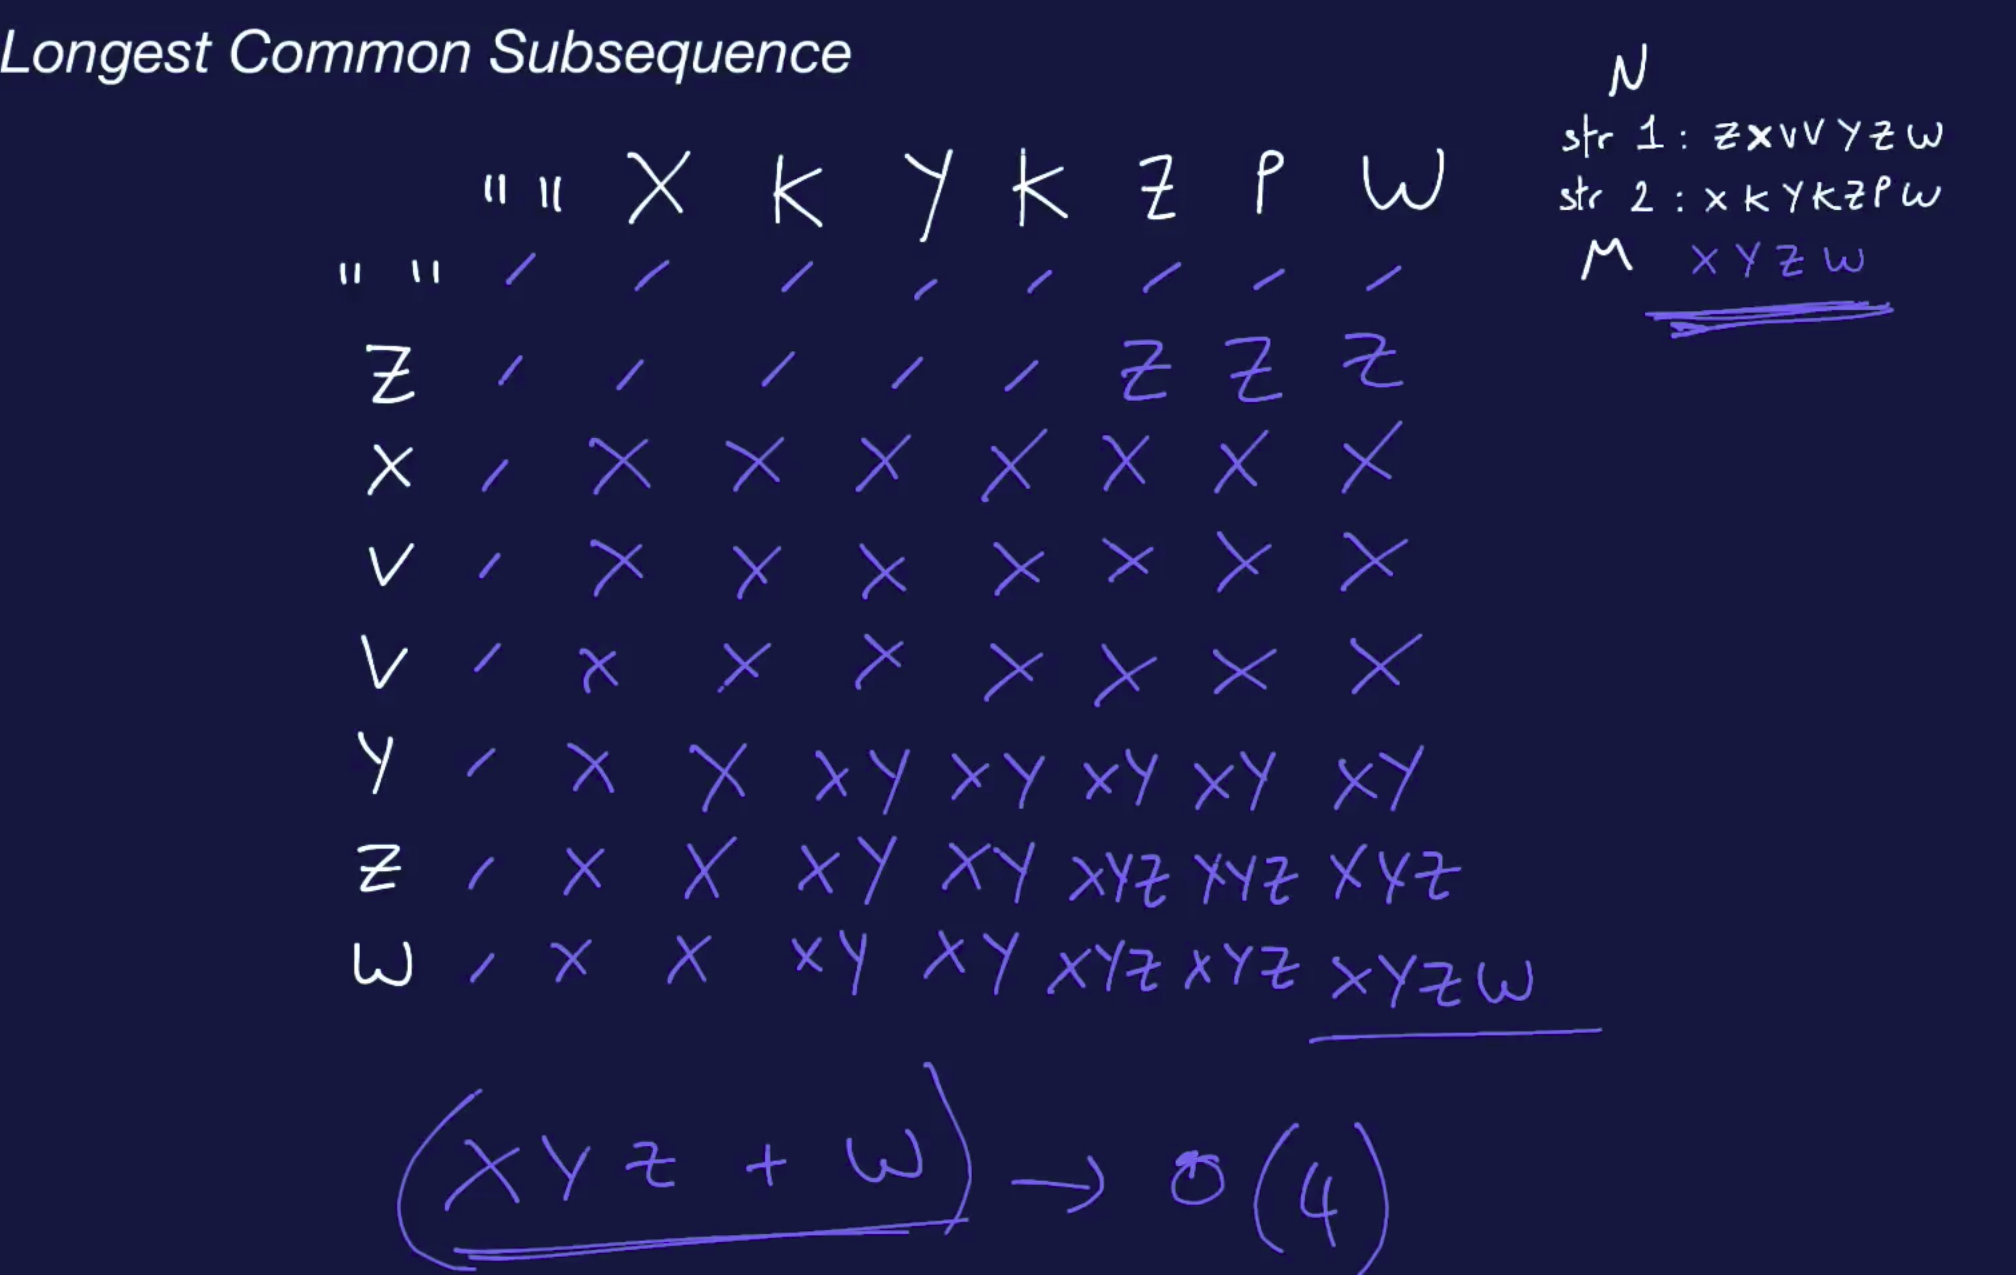 Longest Common Subsequence
N
str 1 : ZXVVYZW
str 2 : XKYKZPW
M XYZW
" " X K Y K Z P W
" " / / / / / / / /
Z / / / / / Z Z Z
X / X X X X X X X
V / X X X X X X X
V / X X X X X X X
Y / X X XY XY XY XY XY
Z / X X XY XY XYZ XYZ XYZ
W / X X XY XY XYZ XYZ XYZW
(XYZ + W) → O(4)